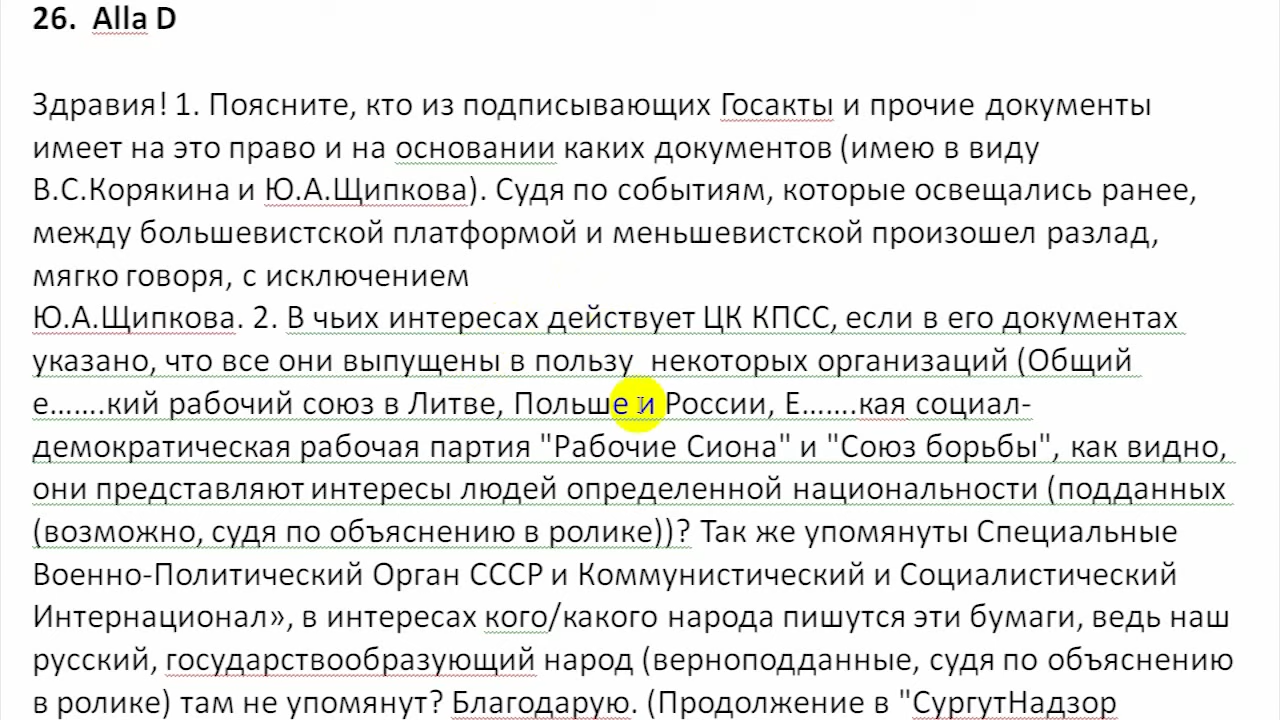 26. Alla D
Здравия! 1. Поясните, кто из подписывающих Госакты и прочие документы
имеет на это право и на основании каких документов (имею в виду
В.С.Корякина и Ю.А.Щипкова). Судя по событиям, которые освещались ранее,
между большевистской платформой и меньшевистской произошел разлад,
мягко говоря, с исключением
Ю.А.Щипкова. 2. В чьих интересах действует ЦК КПСС, если в его документах
указано, что все они выпущены в пользу некоторых организаций (Общий
е.......кий рабочий союз в Литве, Польше и России, Е.......кая социал-
демократическая рабочая партия "Рабочие Сиона" и "Союз борьбы", как видно,
они представляют интересы людей определенной национальности (подданных
(возможно, судя по объяснению в ролике))? Так же упомянуты Специальные
Военно-Политический Орган СССР и Коммунистический и Социалистический
Интернационал», в интересах кого/какого народа пишутся эти бумаги, ведь наш
русский, государствообразующий народ (верноподданные, судя по объяснению
в ролике) там не упомянут? Благодарую. (Продолжение в "СургутНадзор